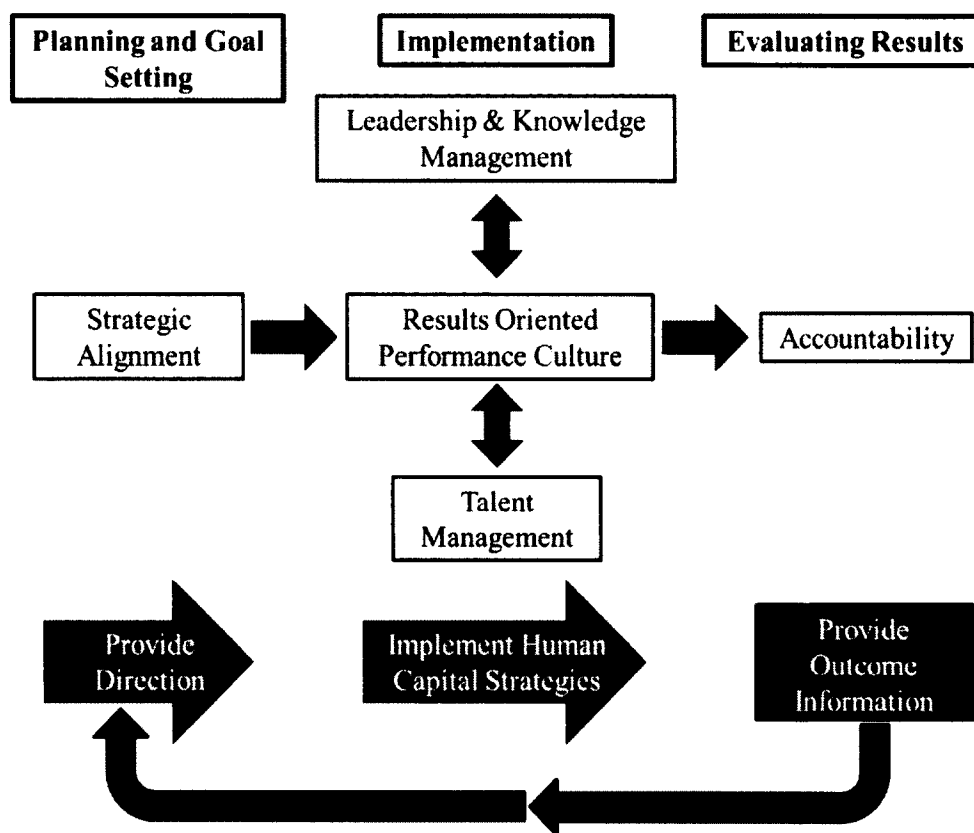 Planning and Goal
Setting
Implementation
Evaluating Results
Leadership & Knowledge
Management
Strategic
Alignment
Results Oriented
Performance Culture
Accountability
Talent
Management
Provide
Direction
Implement Human
Capital Strategies
Provide
Outcome
Information